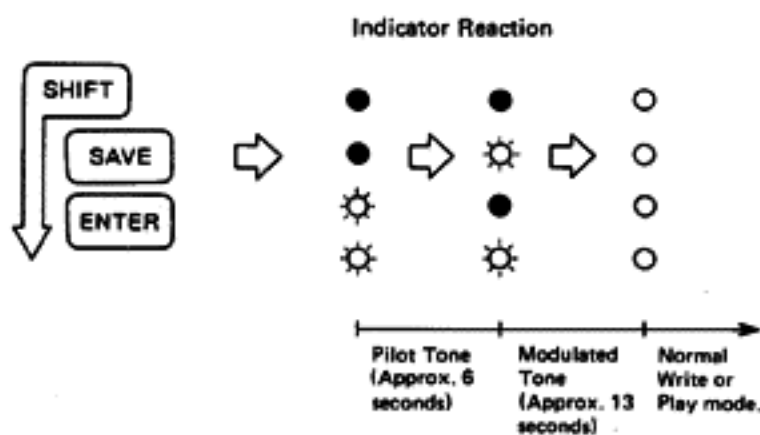 Indicator Reaction
SHIFT
SAVE
ENTER
Pilot Tone
(Approx. 6
seconds)
Modulated
Tone
(Approx. 13
seconds)
Normal
Write or
Play mode.